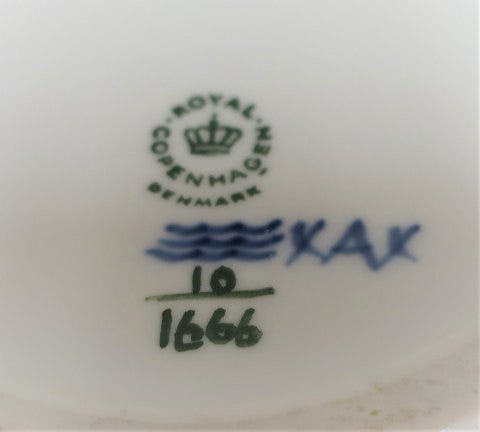 ROYAL
COPENHAGEN
DENMARK
XAX
10
1666